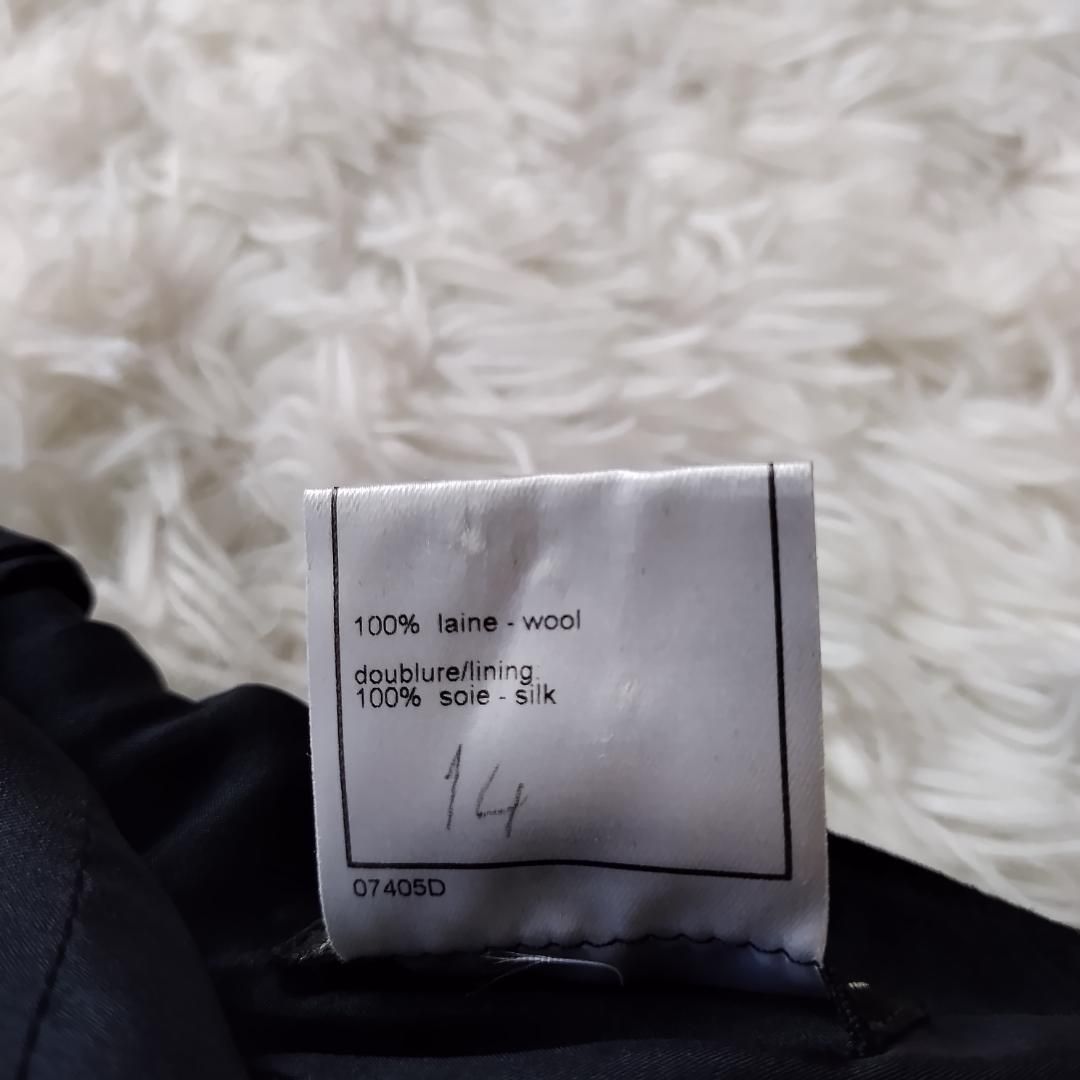 100% laine - wool
doublure/lining:
100% soie - silk
14
07405D